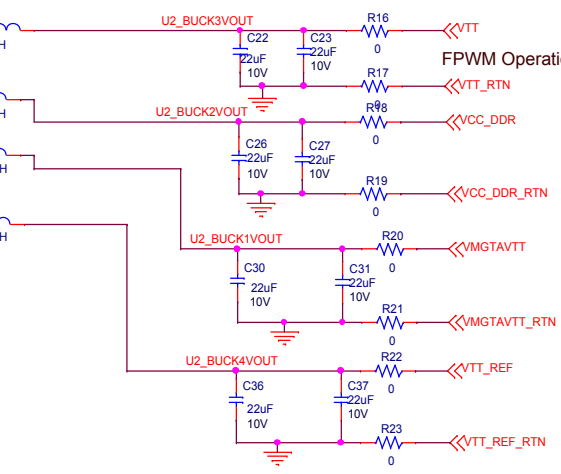 U2_BUCK3VOUT
R16
VTT
C22
C23
0
22uF
22uF
FPWM Operati
10V
10V
R17
VTT_RTN
0
U2_BUCK2VOUT
R18
VCC_DDR
0
H
C26
C27
22uF
22uF
10V
10V
H
R19
VCC_DDR_RTN
0
H
U2_BUCK1VOUT
R20
VMGTAVTT
0
C30
C31
22uF
22uF
10V
10V
R21
VMGTAVTT_RTN
0
H
U2_BUCK4VOUT
R22
VTT_REF
0
C36
C37
22uF
22uF
10V
10V
R23
VTT_REF_RTN
0